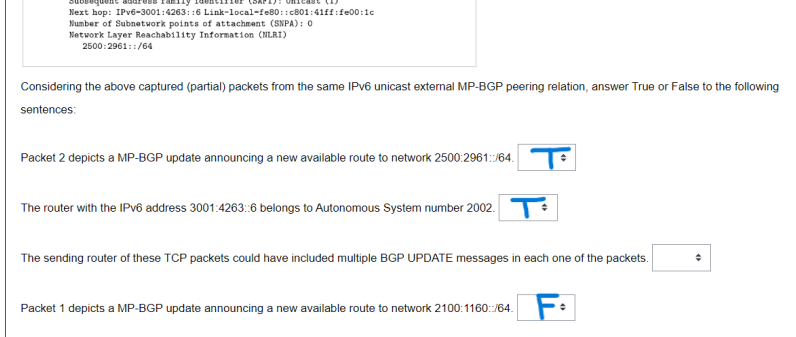 Subsequent address family identifier (SAFI): Unicast (1)
Next hop: IPv6=3001:4263::6 Link-local=fe80::c801:41ff:fe00:1c
Number of Subnetwork points of attachment (SNPA): 0
Network Layer Reachability Information (NLRI)
2500:2961::/64
Considering the above captured (partial) packets from the same IPv6 unicast external MP-BGP peering relation, answer True or False to the following
sentences:
Packet 2 depicts a MP-BGP update announcing a new available route to network 2500:2961::/64. T
The router with the IPv6 address 3001:4263::6 belongs to Autonomous System number 2002. T
The sending router of these TCP packets could have included multiple BGP UPDATE messages in each one of the packets.
Packet 1 depicts a MP-BGP update announcing a new available route to network 2100:1160::/64. F